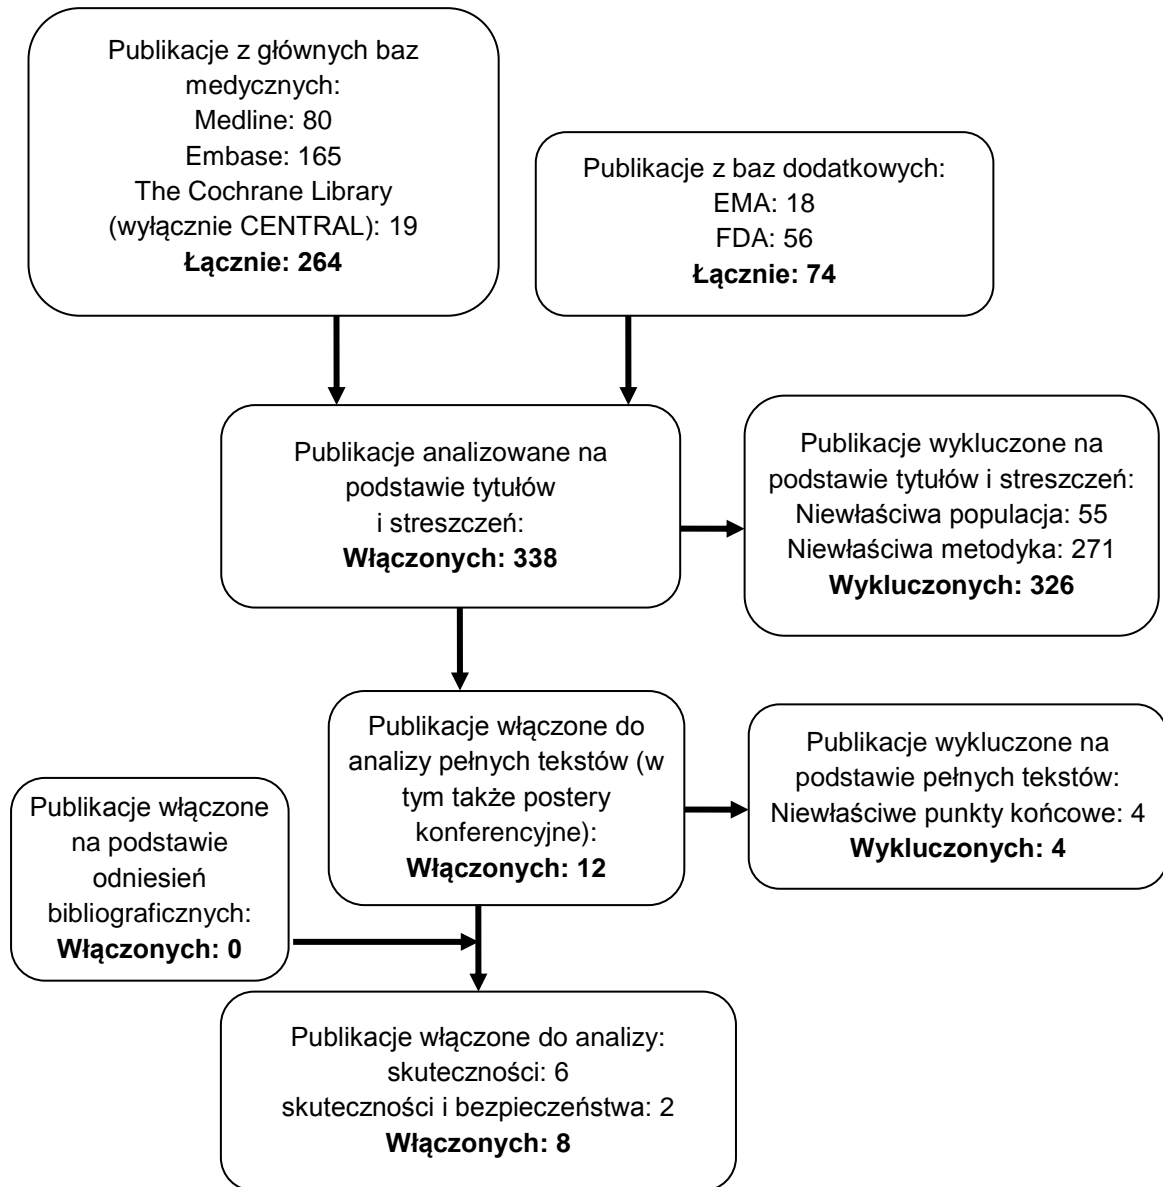 Publikacje z głównych baz
medycznych:
Medline: 80
Embase: 165
The Cochrane Library
(wyłącznie CENTRAL): 19
Łącznie: 264
Publikacje z baz dodatkowych:
EMA: 18
FDA: 56
Łącznie: 74
Publikacje analizowane na
podstawie tytułów
i streszczeń:
Włączonych: 338
Publikacje wykluczone na
podstawie tytułów i streszczeń:
Niewłaściwa populacja: 55
Niewłaściwa metodyka: 271
Wykluczonych: 326
Publikacje włączone do
analizy pełnych tekstów (w
tym także postery
konferencyjne):
Włączonych: 12
Publikacje wykluczone na
podstawie pełnych tekstów:
Niewłaściwe punkty końcowe: 4
Wykluczonych: 4
Publikacje włączone
na podstawie
odniesień
bibliograficznych:
Włączonych: 0
Publikacje włączone do analizy:
skuteczności: 6
skuteczności i bezpieczeństwa: 2
Włączonych: 8